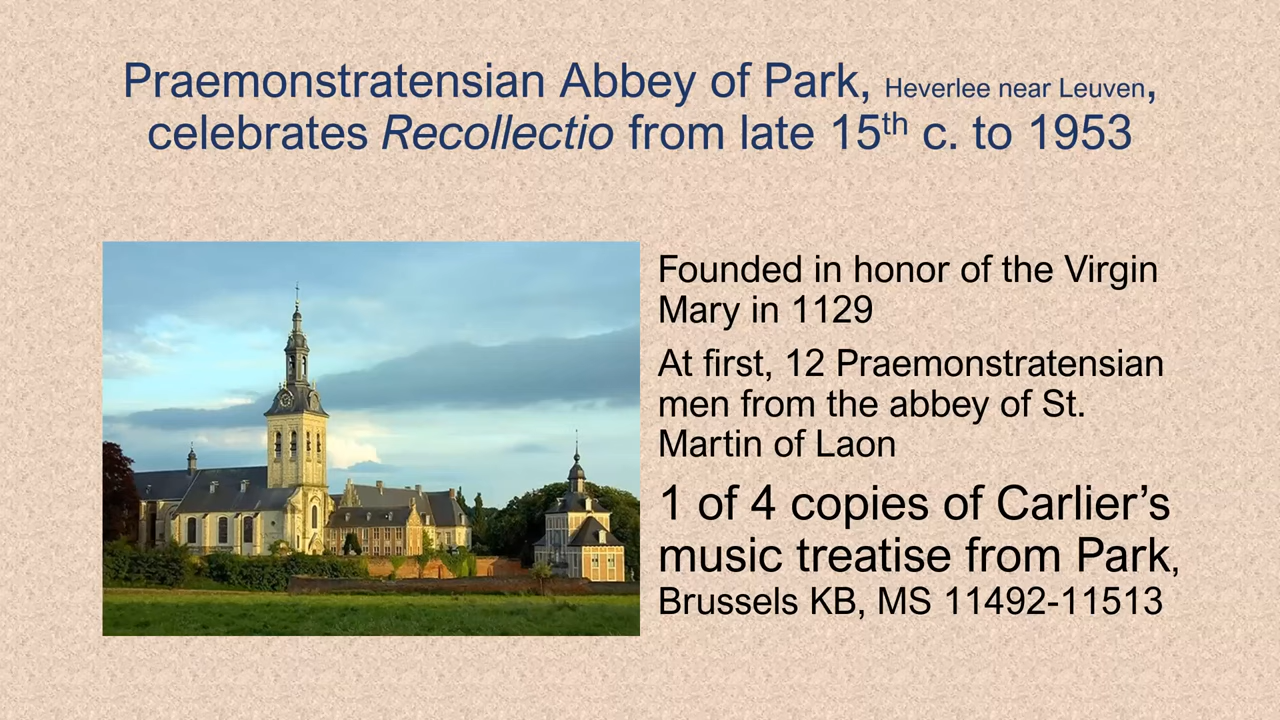 Praemonstratensian Abbey of Park, Heverlee near Leuven,
celebrates Recollectio from late 15th c. to 1953
Founded in honor of the Virgin
Mary in 1129
At first, 12 Praemonstratensian
men from the abbey of St.
Martin of Laon
1 of 4 copies of Carlier’s
music treatise from Park,
Brussels KB, MS 11492-11513